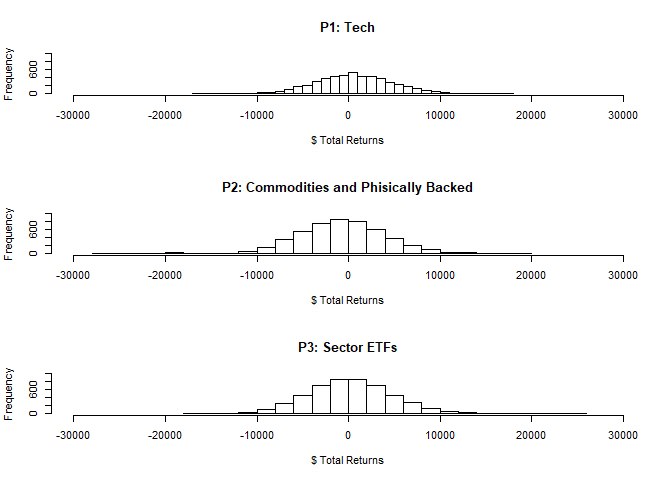 P1: Tech
Frequency
600
0
-30000 -20000 -10000 0 10000 20000 30000
$ Total Returns
P2: Commodities and Phisically Backed
Frequency
600
0
-30000 -20000 -10000 0 10000 20000 30000
$ Total Returns
P3: Sector ETFs
Frequency
600
0
-30000 -20000 -10000 0 10000 20000 30000
$ Total Returns